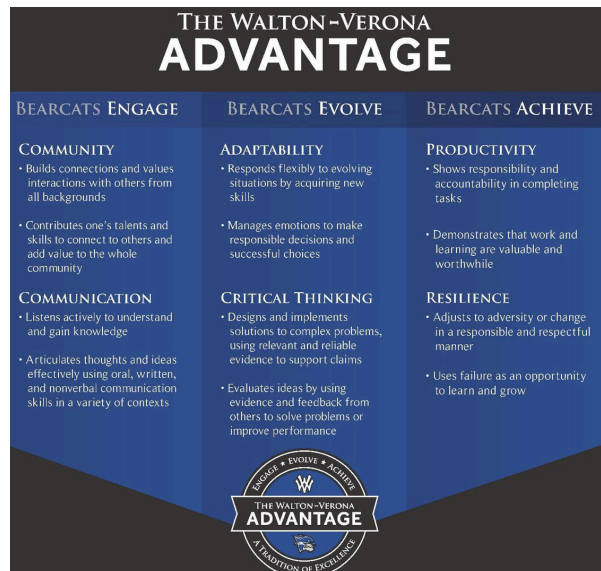 THE WALTON-VERONA
ADVANTAGE
BEARCATS ENGAGE
COMMUNITY
• Builds connections and values
interactions with others from
all backgrounds
• Contributes one's talents and
skills to connect to others and
add value to the whole
community
COMMUNICATION
• Listens actively to understand
and gain knowledge
• Articulates thoughts and ideas
effectively using oral, written,
and nonverbal communication
skills in a variety of contexts
BEARCATS EVOLVE
ADAPTABILITY
• Responds flexibly to evolving
situations by acquiring new
skills
• Manages emotions to make
responsible decisions and
successful choices
CRITICAL THINKING
• Designs and implements
solutions to complex problems,
using relevant and reliable
evidence to support claims
• Evaluates ideas by using
evidence and feedback from
others to solve problems or
improve performance
BEARCATS ACHIEVE
PRODUCTIVITY
• Shows responsibility and
accountability in completing
tasks
• Demonstrates that work and
learning are valuable and
worthwhile
RESILIENCE
• Adjusts to adversity or change
in a responsible and respectful
manner
• Uses failure as an opportunity
to learn and grow
ENGAGE ★ EVOLVE ★ ACHIEVE
THE WALTON-VERONA
ADVANTAGE
A TRADITION OF EXCELLENCE